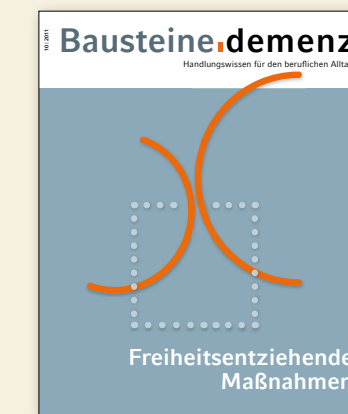 10 | 2011
Bausteine.demenz
Handlungswissen für den beruflichen Allta
Freiheitsentziehende
Maßnahmen